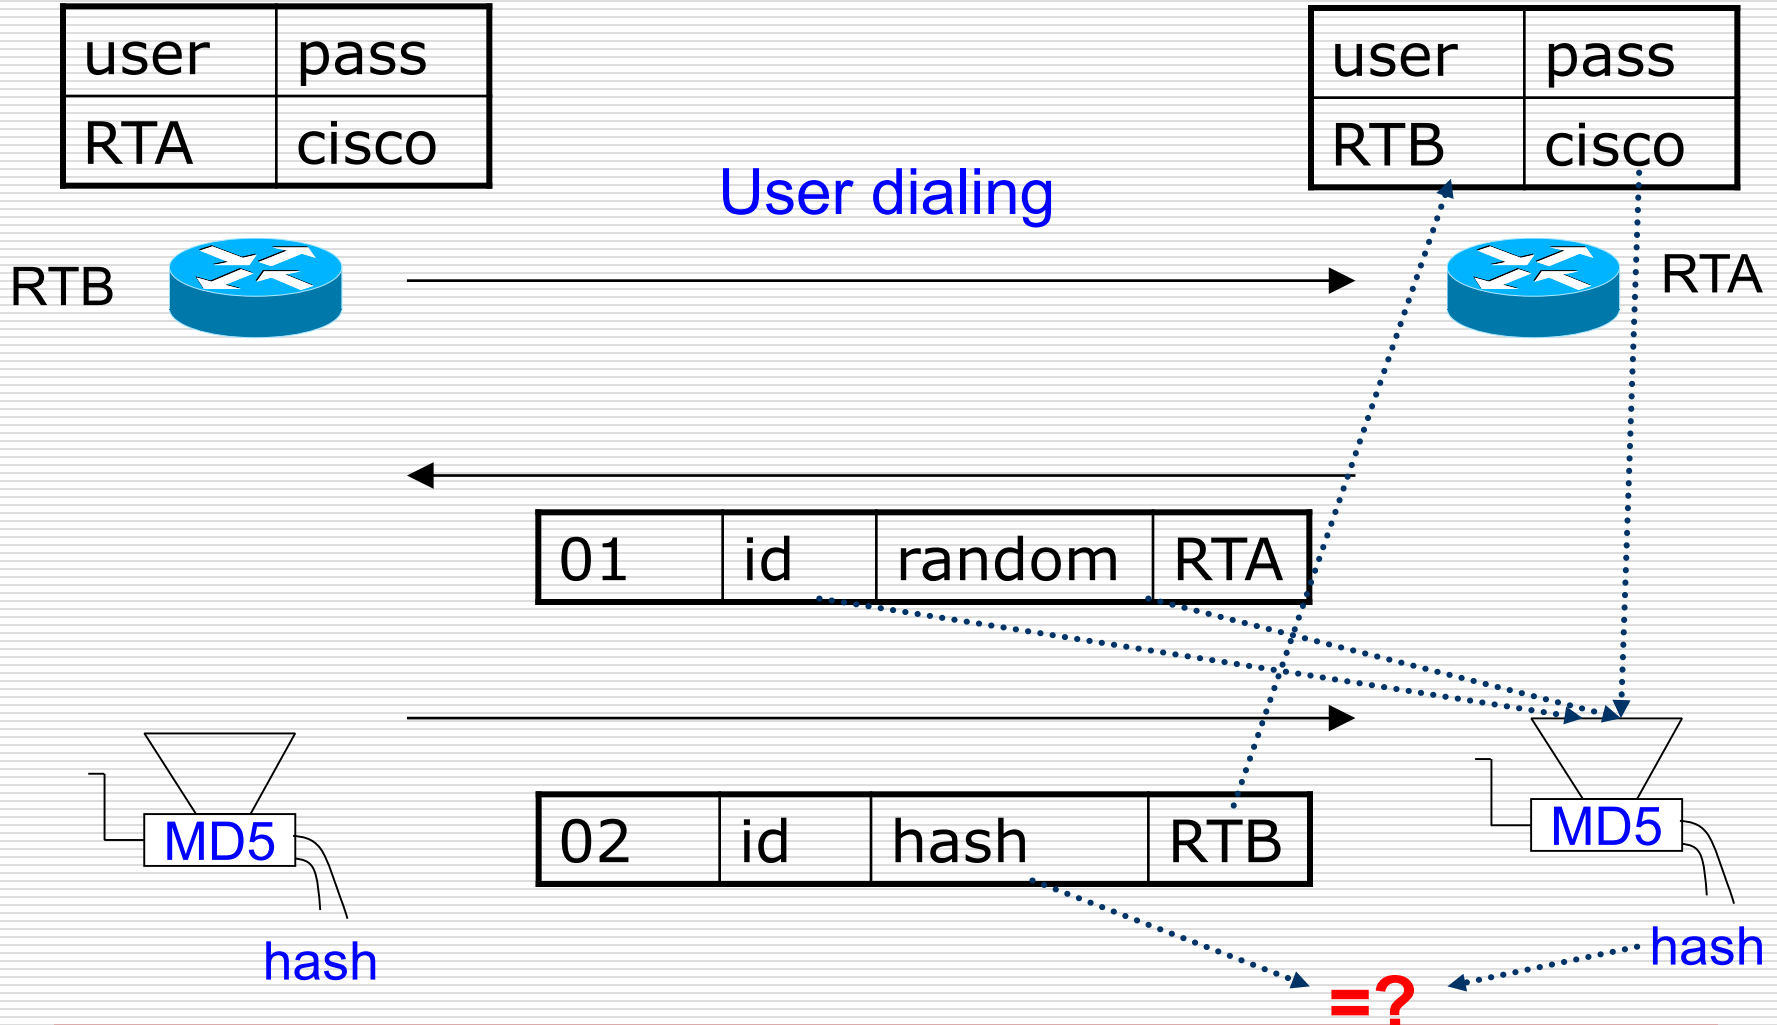 user pass
RTA cisco
user pass
RTB cisco
User dialing
RTB
RTA
01 id random RTA
02 id hash RTB
MD5
MD5
hash
hash
=?